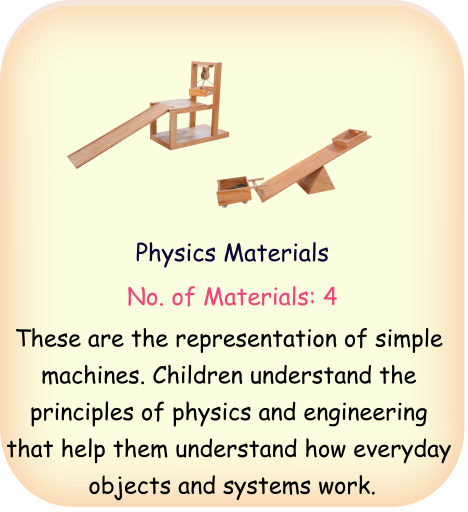 Physics Materials
No. of Materials: 4
These are the representation of simple
machines. Children understand the
principles of physics and engineering
that help them understand how everyday
objects and systems work.